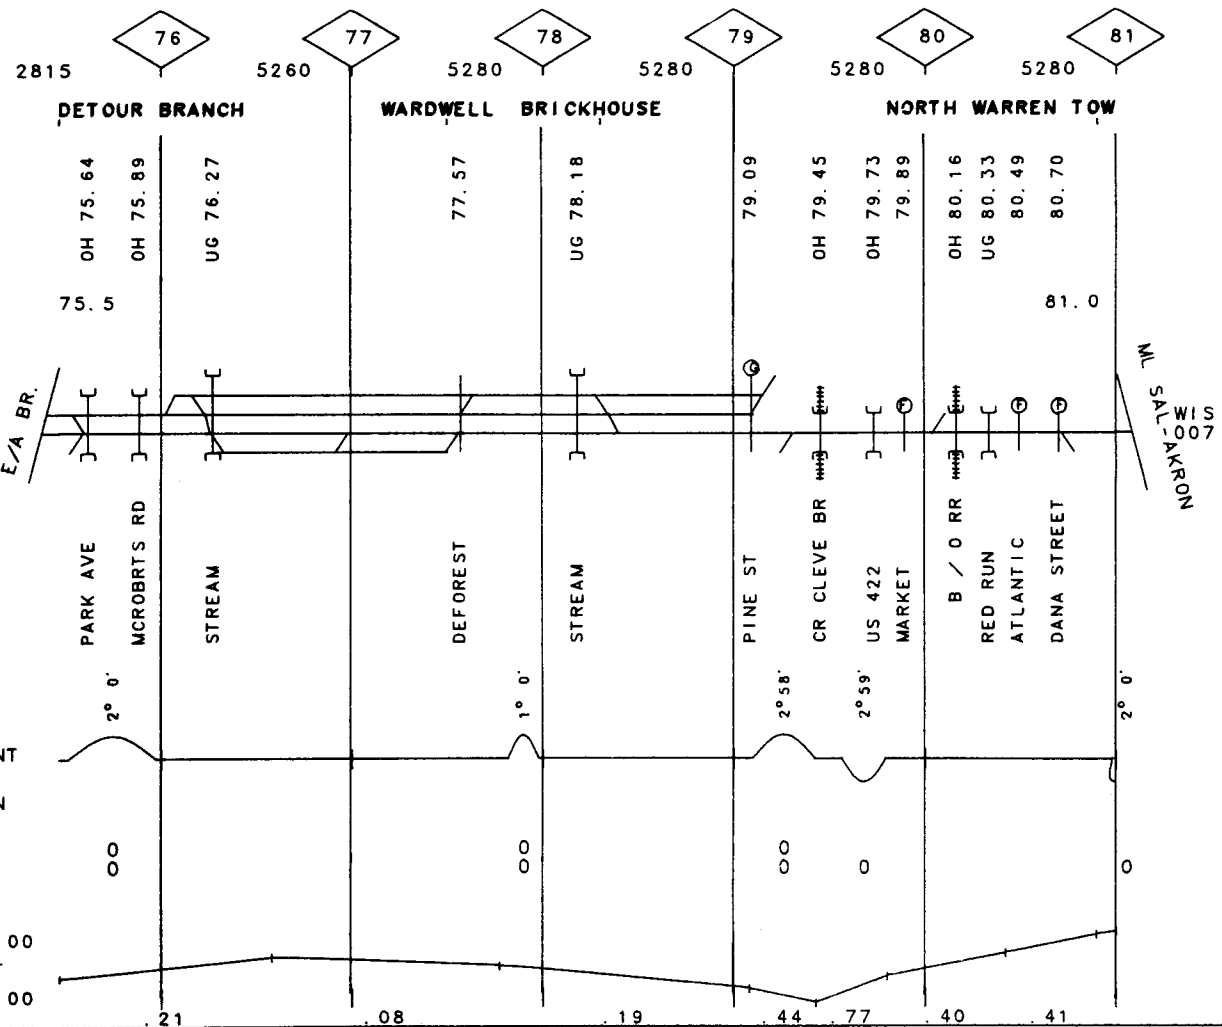 76 77 78 79 80 81
2815 5260 5280 5280 5280 5280
DETOUR BRANCH WARDWELL BRICKHOUSE NORTH WARREN TOW
OH 75.64
OH 75.89
UG 76.27
77.57
UG 78.18
79.09
OH 79.45
OH 79.73
79.89
OH 80.16
UG 80.33
80.49
80.70
75.5 81.0
E/A BR.
G
F
F
F
ML SAL-AKRON
WIS
007
PARK AVE
MCROBRTS RD
STREAM
DEFOREST
STREAM
PINE ST
CR CLEVE BR
US 422
MARKET
B / O RR
RED RUN
ATLANTIC
DANA STREET
2° 0'
1° 0'
2° 58'
2° 59'
2° 0'
NT
N
0 0 0
0 0 0 0 0
00
00
.21 .08 .19 .44 .77 .40 .41